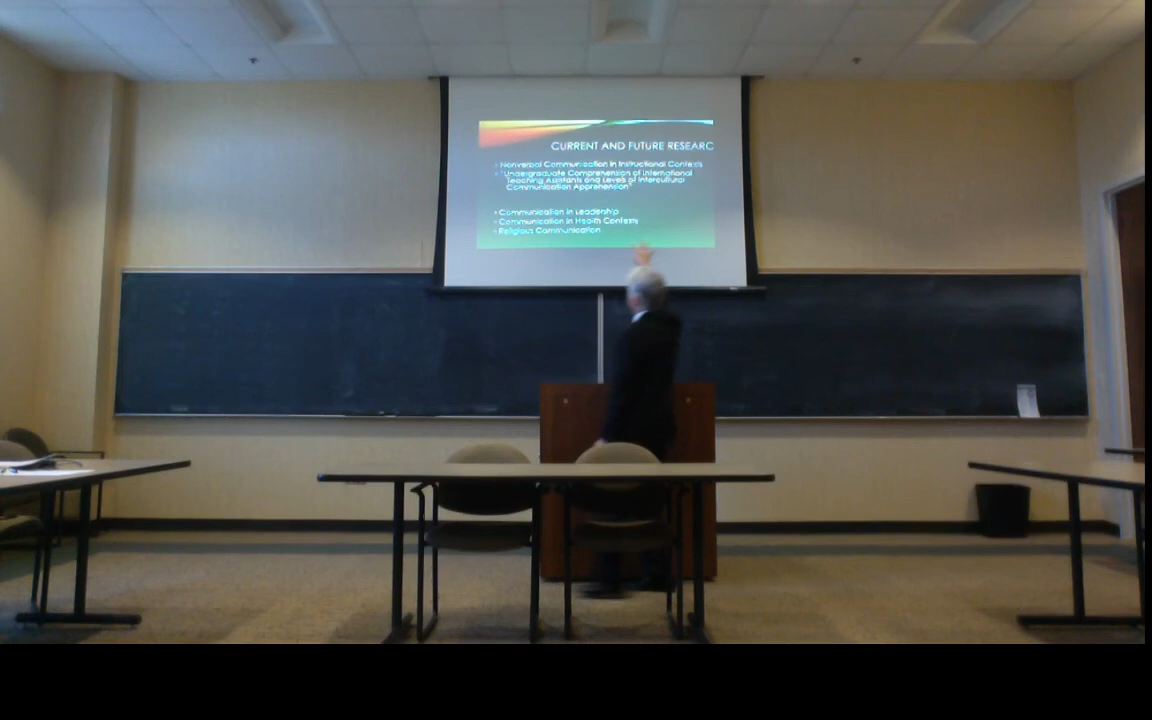 CURRENT AND FUTURE RESEARC
Nonverbal Communication in Instructional Contexts
"Undergraduate Comprehension of International
Teaching Assistants and Levels of Intercultural
Communication Apprehension"
Communication in Leadership
Communication in Health Contexts
Religious Communication